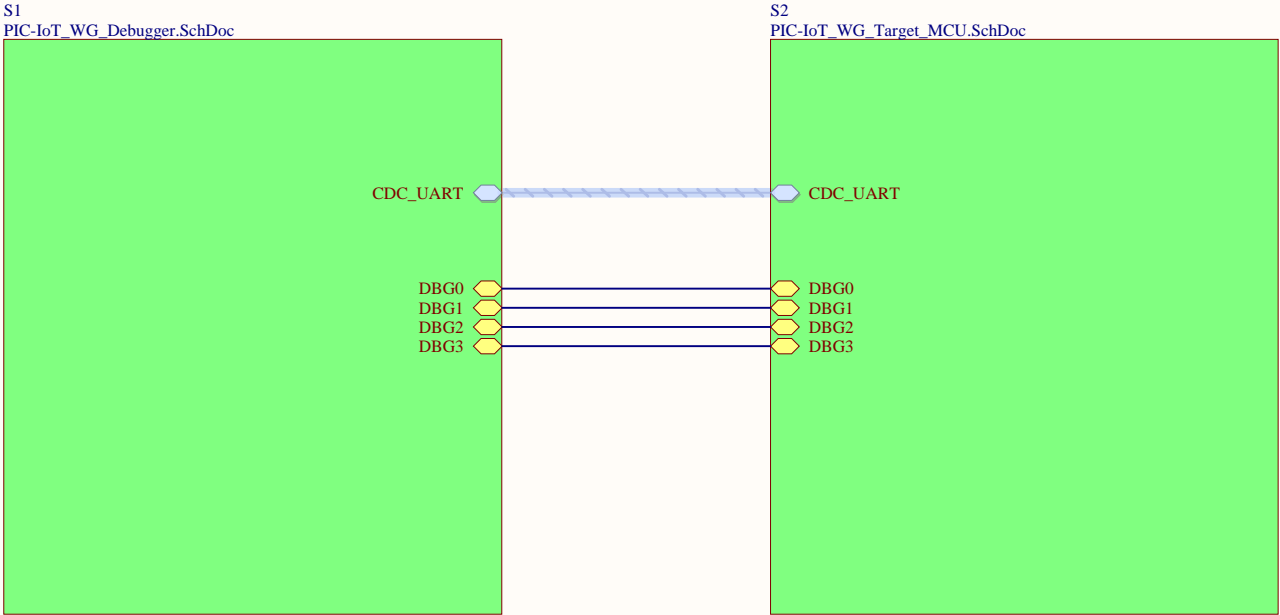 S1
PIC-IoT_WG_Debugger.SchDoc
CDC_UART
DBG0
DBG1
DBG2
DBG3
S2
PIC-IoT_WG_Target_MCU.SchDoc
CDC_UART
DBG0
DBG1
DBG2
DBG3